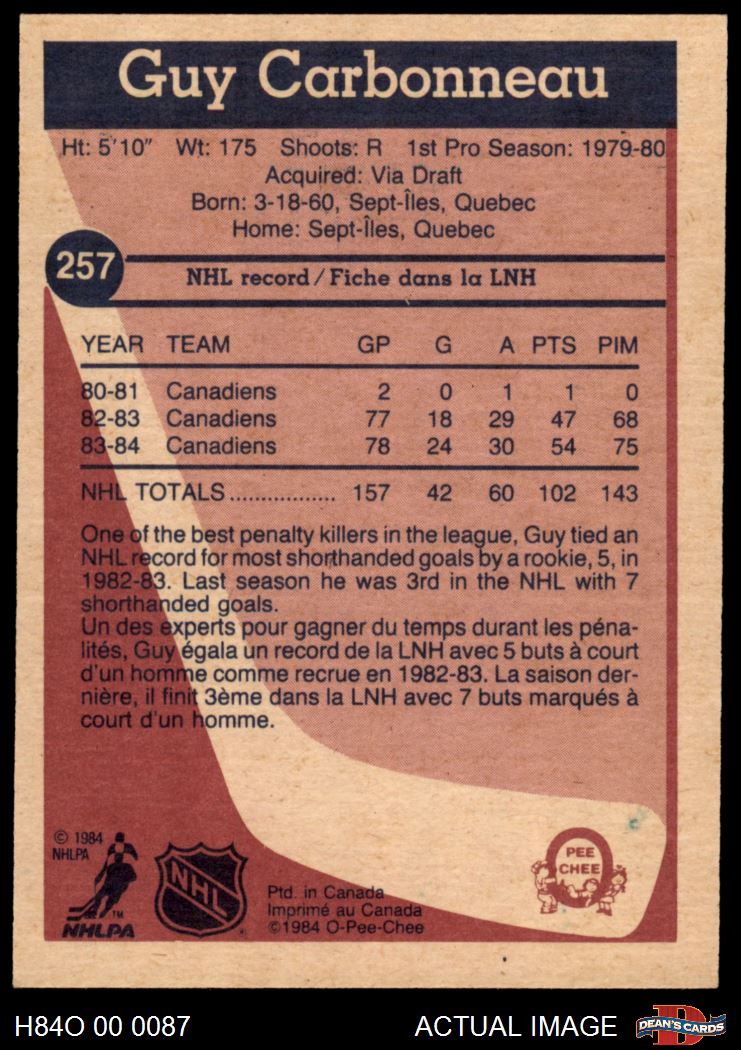 Guy Carbonneau
Ht: 5'10" Wt: 175 Shoots: R 1st Pro Season: 1979-80
Acquired: Via Draft
Born: 3-18-60, Sept-Îles, Quebec
Home: Sept-Îles, Quebec
257
NHL record/Fiche dans la LNH
YEAR TEAM GP G A PTS PIM
80-81 Canadiens 2 0 1 1 0
82-83 Canadiens 77 18 29 47 68
83-84 Canadiens 78 24 30 54 75
NHL TOTALS................ 157 42 60 102 143
One of the best penalty killers in the league, Guy tied an
NHL record for most shorthanded goals by a rookie, 5, in
1982-83. Last season he was 3rd in the NHL with 7
shorthanded goals.
Un des experts pour gagner du temps durant les péna-
lités, Guy égala un record de la LNH avec 5 buts à court
d'un homme comme recrue en 1982-83. La saison der-
nière, il finit 3ème dans la LNH avec 7 buts marqués à
court d'un homme.
© 1984
NHLPA
TM
NHLPA
NHL
Ptd. in Canada
Imprimé au Canada
©1984 O-Pee-Chee
PEE
CHEE
H84O 00 0087
ACTUAL IMAGE
DEAN'S CARDS